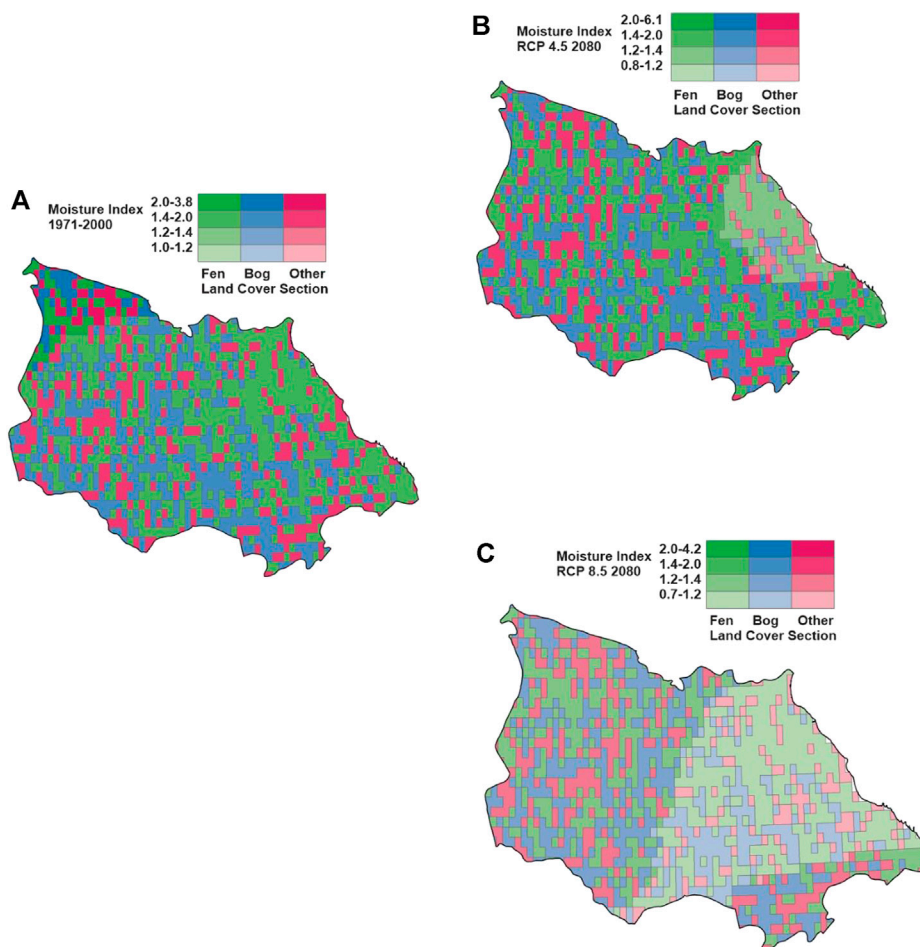 A
Moisture Index
1971-2000
2.0-3.8
1.4-2.0
1.2-1.4
1.0-1.2
Fen Bog Other
Land Cover Section
B
Moisture Index
RCP 4.5 2080
2.0-6.1
1.4-2.0
1.2-1.4
0.8-1.2
Fen Bog Other
Land Cover Section
C
Moisture Index
RCP 8.5 2080
2.0-4.2
1.4-2.0
1.2-1.4
0.7-1.2
Fen Bog Other
Land Cover Section